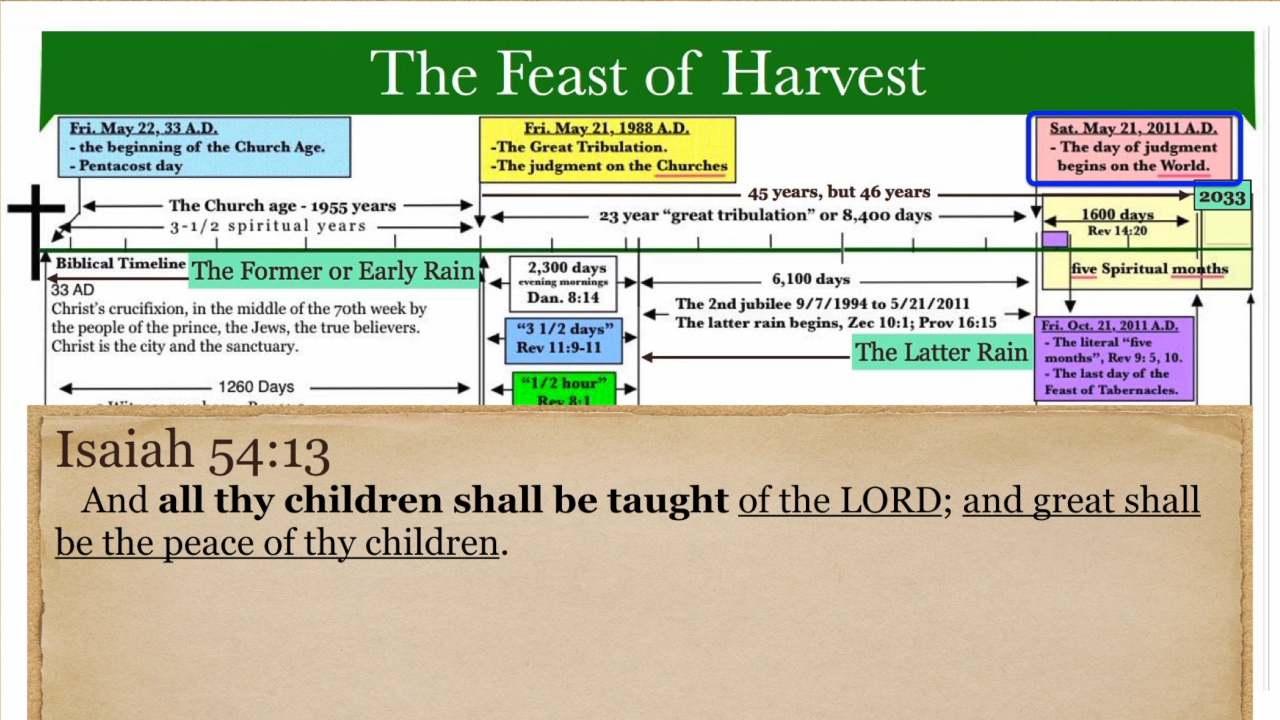 The Feast of Harvest
Fri. May 22, 33 A.D.
- the beginning of the Church Age.
- Pentacost day
Fri. May 21, 1988 A.D.
-The Great Tribulation.
-The judgment on the Churches
Sat. May 21, 2011 A.D.
- The day of judgment
begins on the World.
45 years, but 46 years
2033
The Church age - 1955 years
3-1/2 spiritual years
23 year “great tribulation” or 8,400 days
1600 days
Rev 14:20
five Spiritual months
Biblical Timeline
The Former or Early Rain
33 AD
Christ's crucifixion, in the middle of the 70th week by
the people of the prince, the Jews, the true believers.
Christ is the city and the sanctuary.
2,300 days
evening mornings
Dan. 8:14
6,100 days
The 2nd jubilee 9/7/1994 to 5/21/2011
The latter rain begins, Zec 10:1; Prov 16:15
“3 1/2 days”
Rev 11:9-11
The Latter Rain
Fri. Oct. 21, 2011 A.D.
- The literal “five
months”, Rev 9: 5, 10.
- The last day of the
Feast of Tabernacles.
1260 Days
“1/2 hour”
Rev 8:1
Isaiah 54:13
And all thy children shall be taught of the LORD; and great shall
be the peace of thy children.